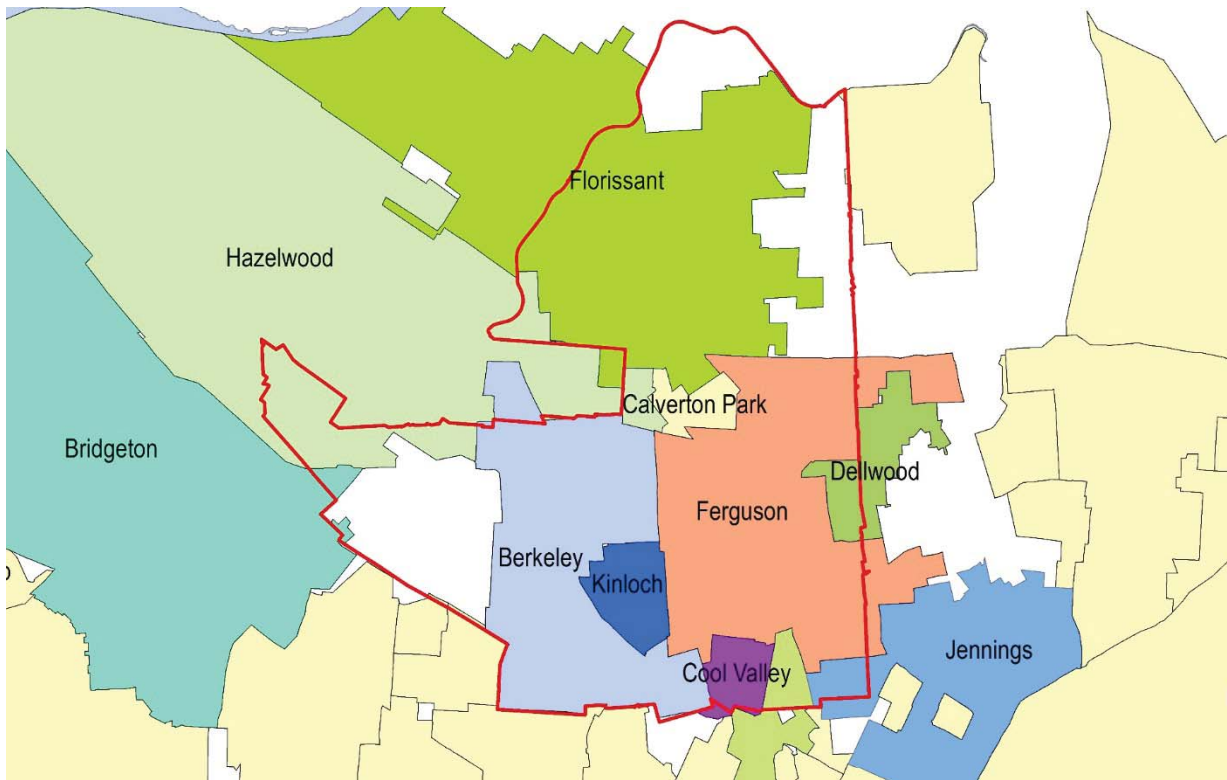 Florissant
Hazelwood
Calverton Park
Bridgeton
Dellwood
Ferguson
Berkeley
Kinloch
Cool Valley
Jennings